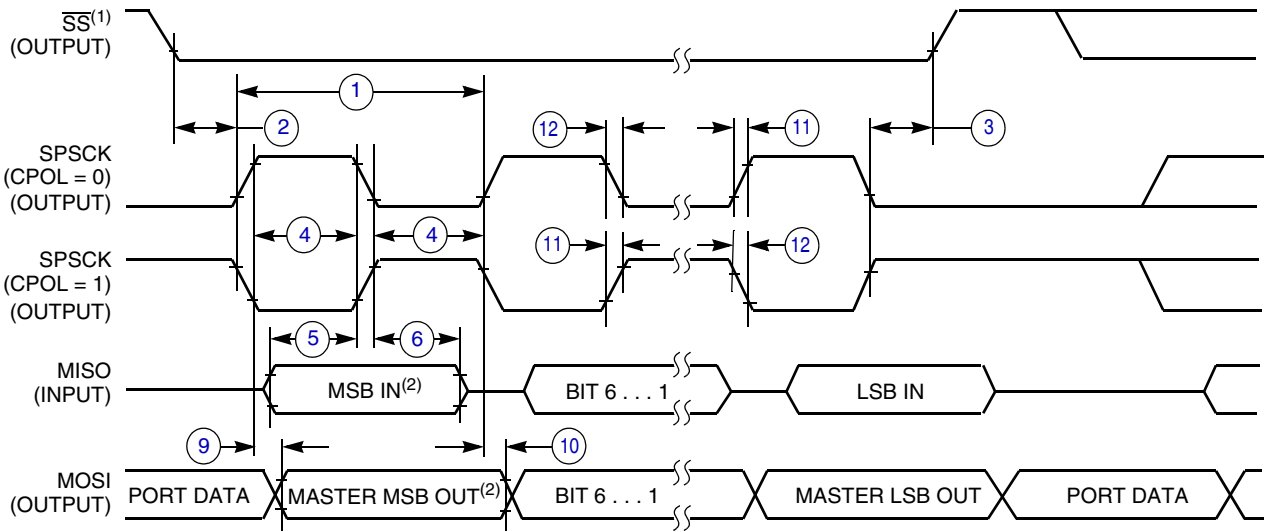 SS(1)
(OUTPUT)
1
2
12
11
3
SPSCK
(CPOL = 0)
(OUTPUT)
4
4
11
12
SPSCK
(CPOL = 1)
(OUTPUT)
5
6
MISO
(INPUT)
MSB IN(2)
BIT 6 . . . 1
LSB IN
9
10
MOSI
(OUTPUT)
PORT DATA
MASTER MSB OUT(2)
BIT 6 . . . 1
MASTER LSB OUT
PORT DATA